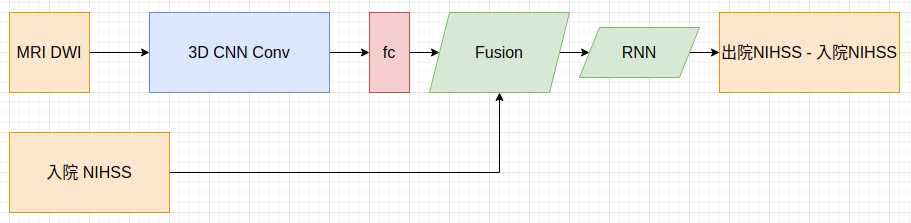 MRI DWI
3D CNN Conv
fc
Fusion
RNN
出院NIHSS - 入院NIHSS
入院 NIHSS